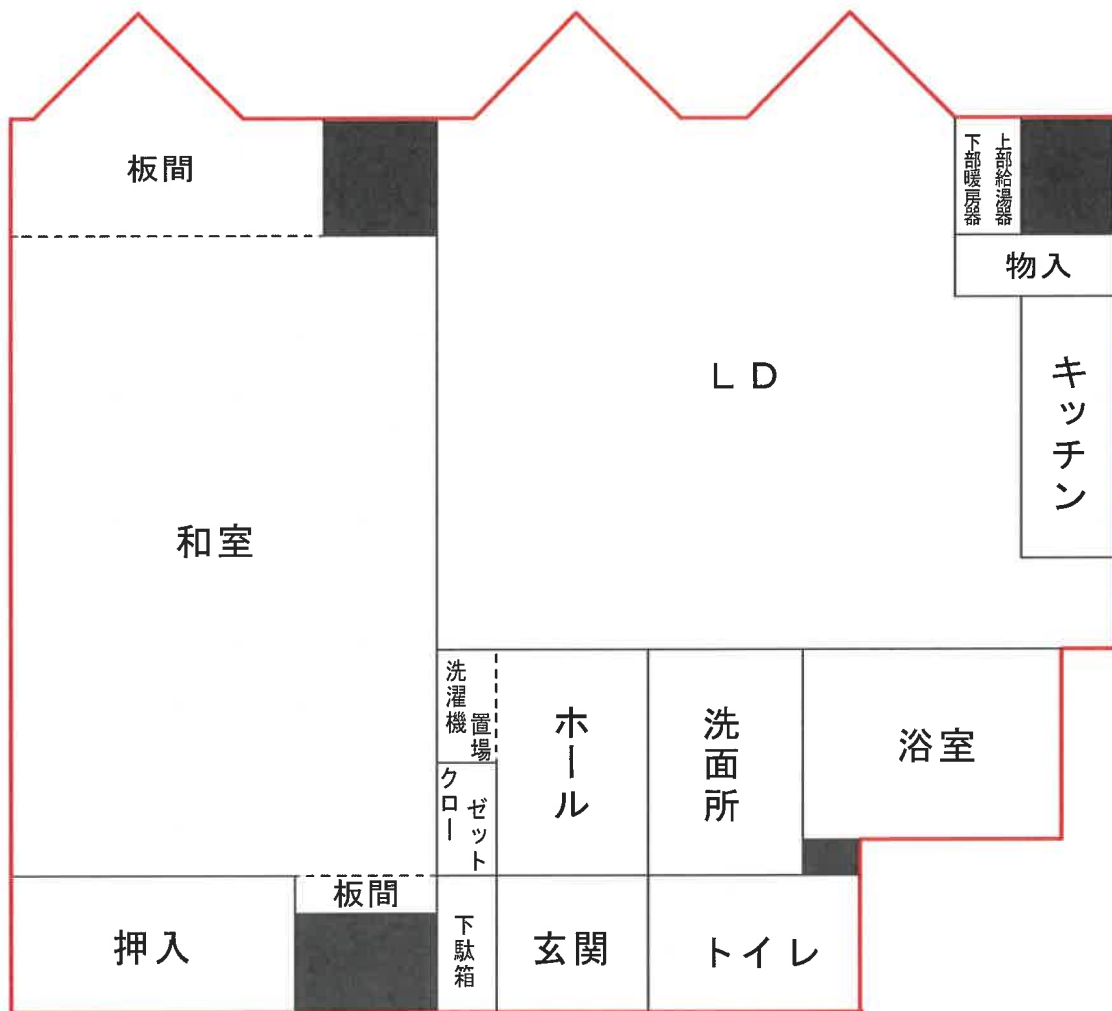 板間
下部暖房器
上部給湯器
物入
LD
キッチン
和室
洗濯機
置場
ホール
洗面所
浴室
クロー
ゼット
板間
押入
下駄箱
玄関
トイレ